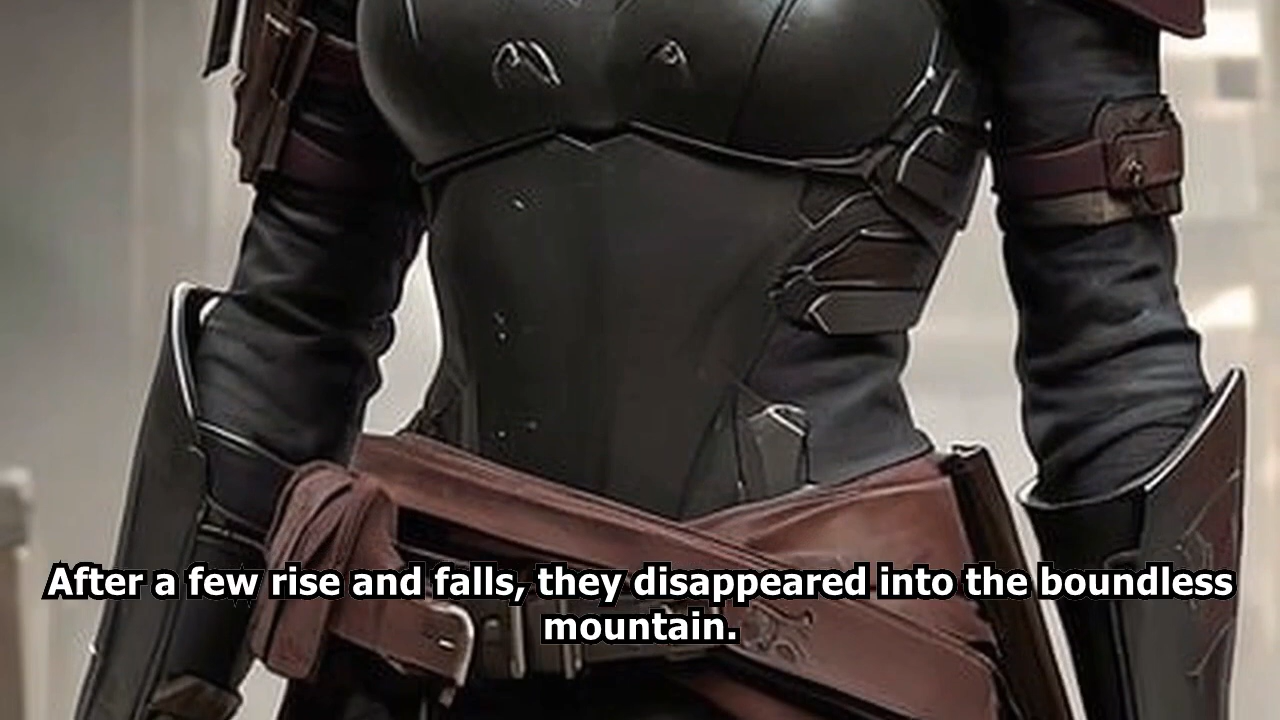 After a few rise and falls, they disappeared into the boundless
mountain.